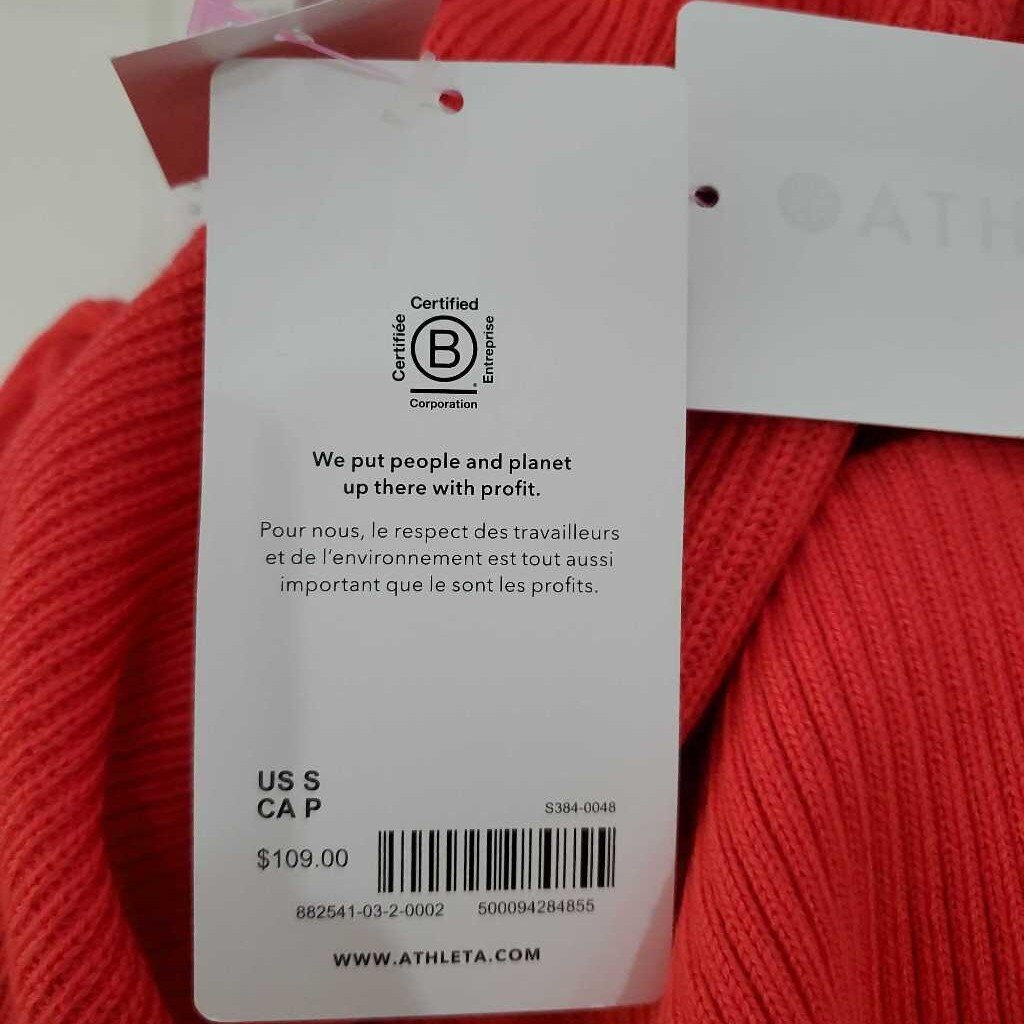 Certified
Certifiée
B
Entreprise
Corporation
We put people and planet
up there with profit.
Pour nous, le respect des travailleurs
et de l'environnement est tout aussi
important que le sont les profits.
US S
CA P
S384-0048
$109.00
882541-03-2-0002 500094284855
WWW.ATHLETA.COM
ATH